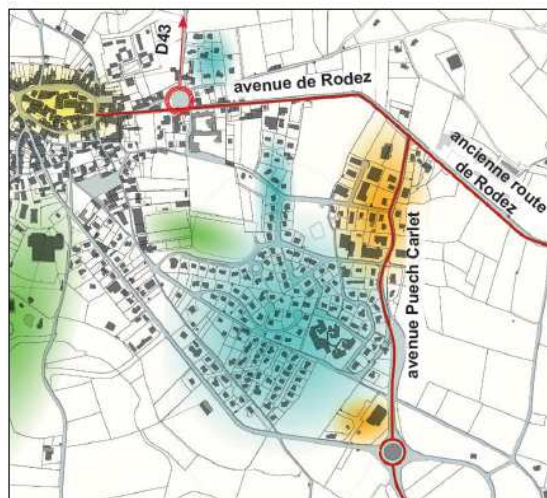 D43
avenue de Rodez
ancienne route
de Rodez
avenue Puech Carlet